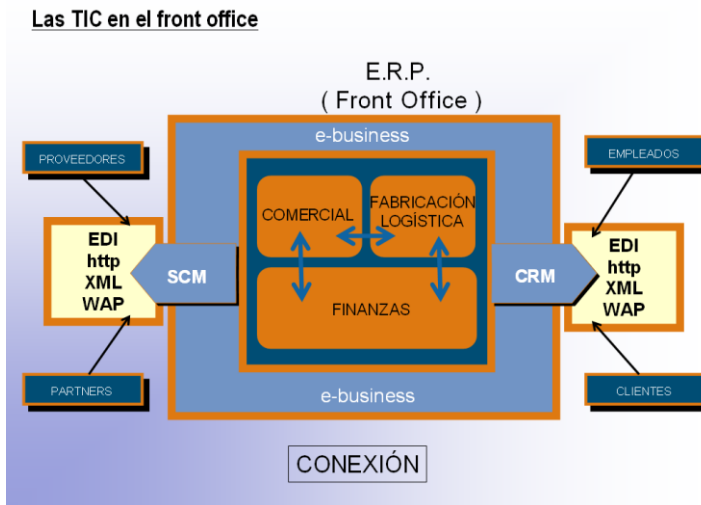 Las TIC en el front office
E.R.P.
( Front Office )
e-business
PROVEEDORES
EMPLEADOS
COMERCIAL
FABRICACIÓN
LOGÍSTICA
EDI
http
XML
WAP
SCM
CRM
EDI
http
XML
WAP
FINANZAS
PARTNERS
e-business
CLIENTES
CONEXIÓN